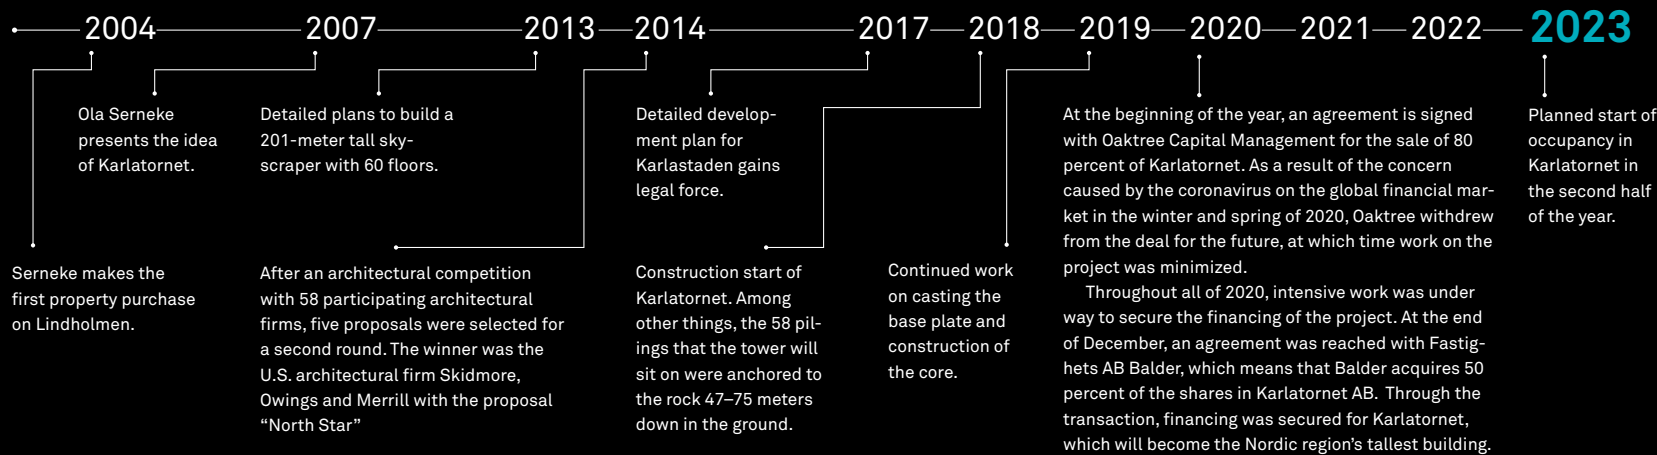 2004 2007 2013 2014 2017 2018 2019 2020 2021 2022 2023
Serneke makes the
first property purchase
on Lindholmen.
Ola Serneke
presents the idea
of Karlatornet.
Detailed plans to build a
201-meter tall sky-
scraper with 60 floors.
After an architectural competition
with 58 participating architectural
firms, five proposals were selected for
a second round. The winner was the
U.S. architectural firm Skidmore,
Owings and Merrill with the proposal
“North Star”
Detailed develop-
ment plan for
Karlastaden gains
legal force.
Construction start of
Karlatornet. Among
other things, the 58 pil-
ings that the tower will
sit on were anchored to
the rock 47–75 meters
down in the ground.
Continued work
on casting the
base plate and
construction of
the core.
At the beginning of the year, an agreement is signed
with Oaktree Capital Management for the sale of 80
percent of Karlatornet. As a result of the concern
caused by the coronavirus on the global financial mar-
ket in the winter and spring of 2020, Oaktree withdrew
from the deal for the future, at which time work on the
project was minimized.
Throughout all of 2020, intensive work was under
way to secure the financing of the project. At the end
of December, an agreement was reached with Fastig-
hets AB Balder, which means that Balder acquires 50
percent of the shares in Karlatornet AB. Through the
transaction, financing was secured for Karlatornet,
which will become the Nordic region’s tallest building.
Planned start of
occupancy in
Karlatornet in
the second half
of the year.